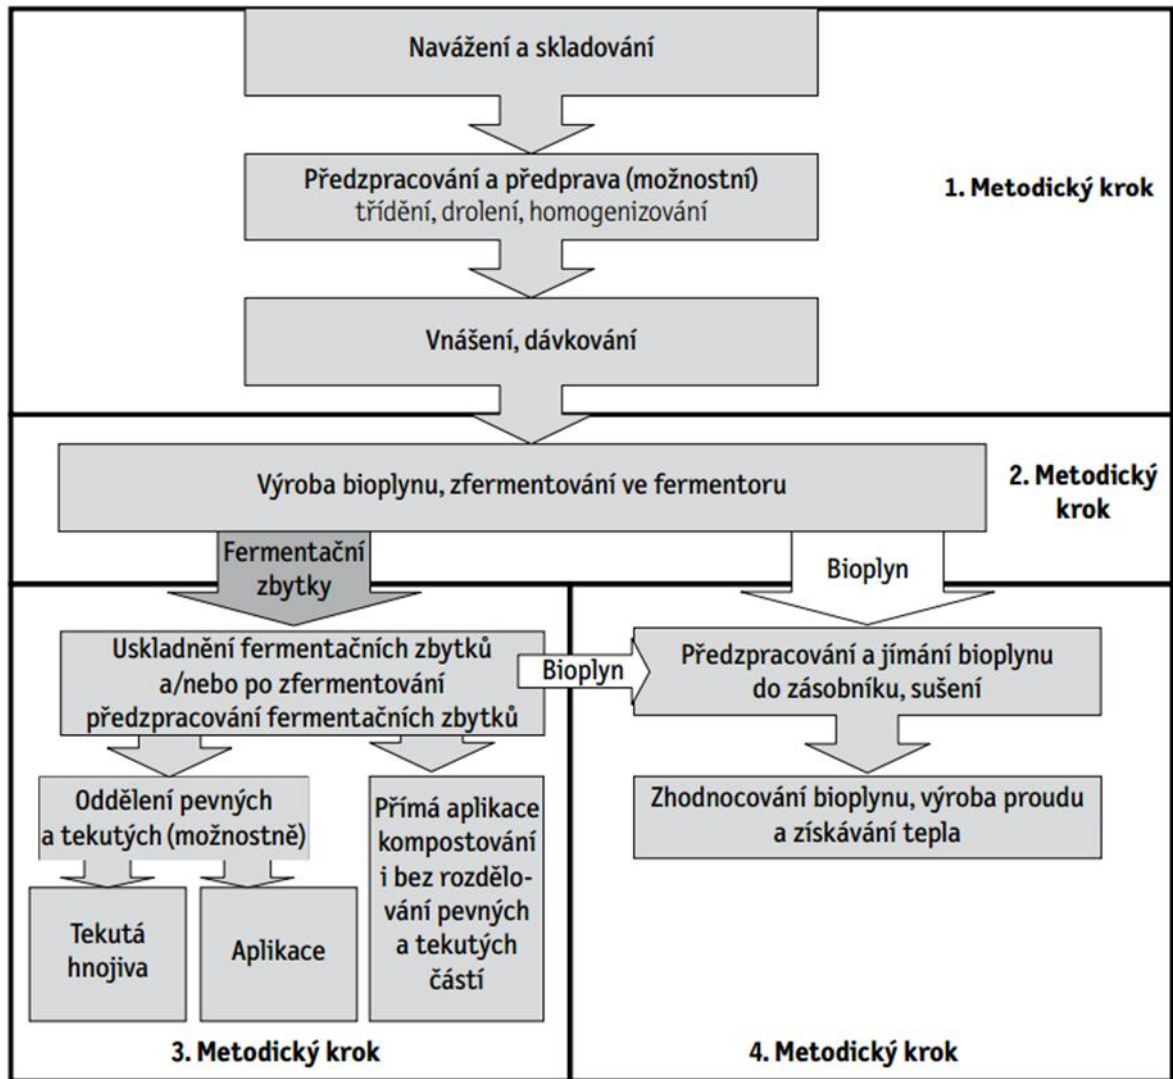 Navážení a skladování
Předzpracování a předprava (možnostní)
třídění, drolení, homogenizování
1. Metodický krok
Vnášení, dávkování
Výroba bioplynu, zfermentování ve fermentoru
2. Metodický
krok
Fermentační
zbytky
Bioplyn
Uskladnění fermentačních zbytků
a/nebo po zfermentování
předzpracování fermentačních zbytků
Bioplyn
Předzpracování a jímání bioplynu
do zásobníku, sušení
Oddělení pevných
a tekutých (možnostně)
Přímá aplikace
kompostování
i bez rozdělo-
vání pevných
a tekutých
částí
Zhodnocování bioplynu, výroba proudu
a získávání tepla
Tekutá
hnojiva
Aplikace
3. Metodický krok
4. Metodický krok